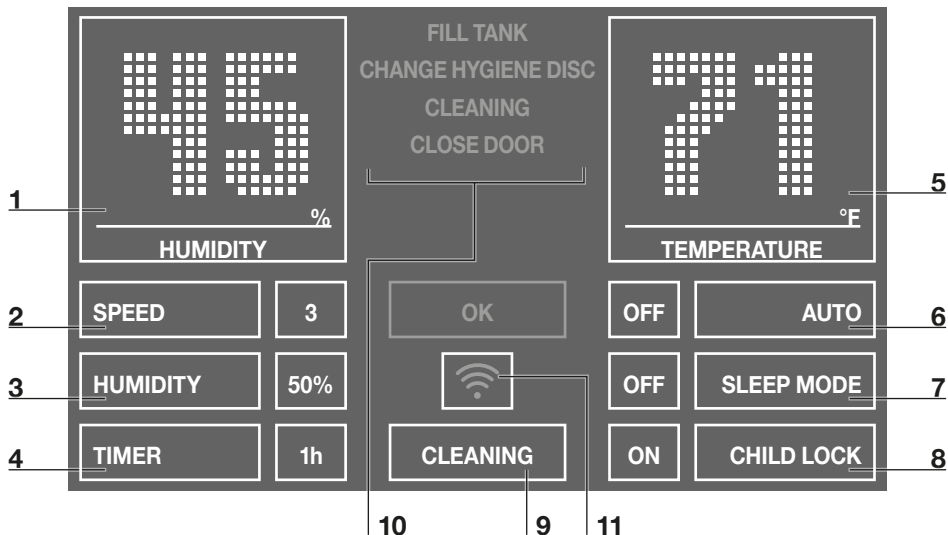 45
%
HUMIDITY
FILL TANK
CHANGE HYGIENE DISC
CLEANING
CLOSE DOOR
71
°F
TEMPERATURE
1
5
SPEED 3 OK OFF AUTO
2
6
HUMIDITY 50% OFF SLEEP MODE
3
7
TIMER 1h CLEANING ON CHILD LOCK
4
8
10 9 11